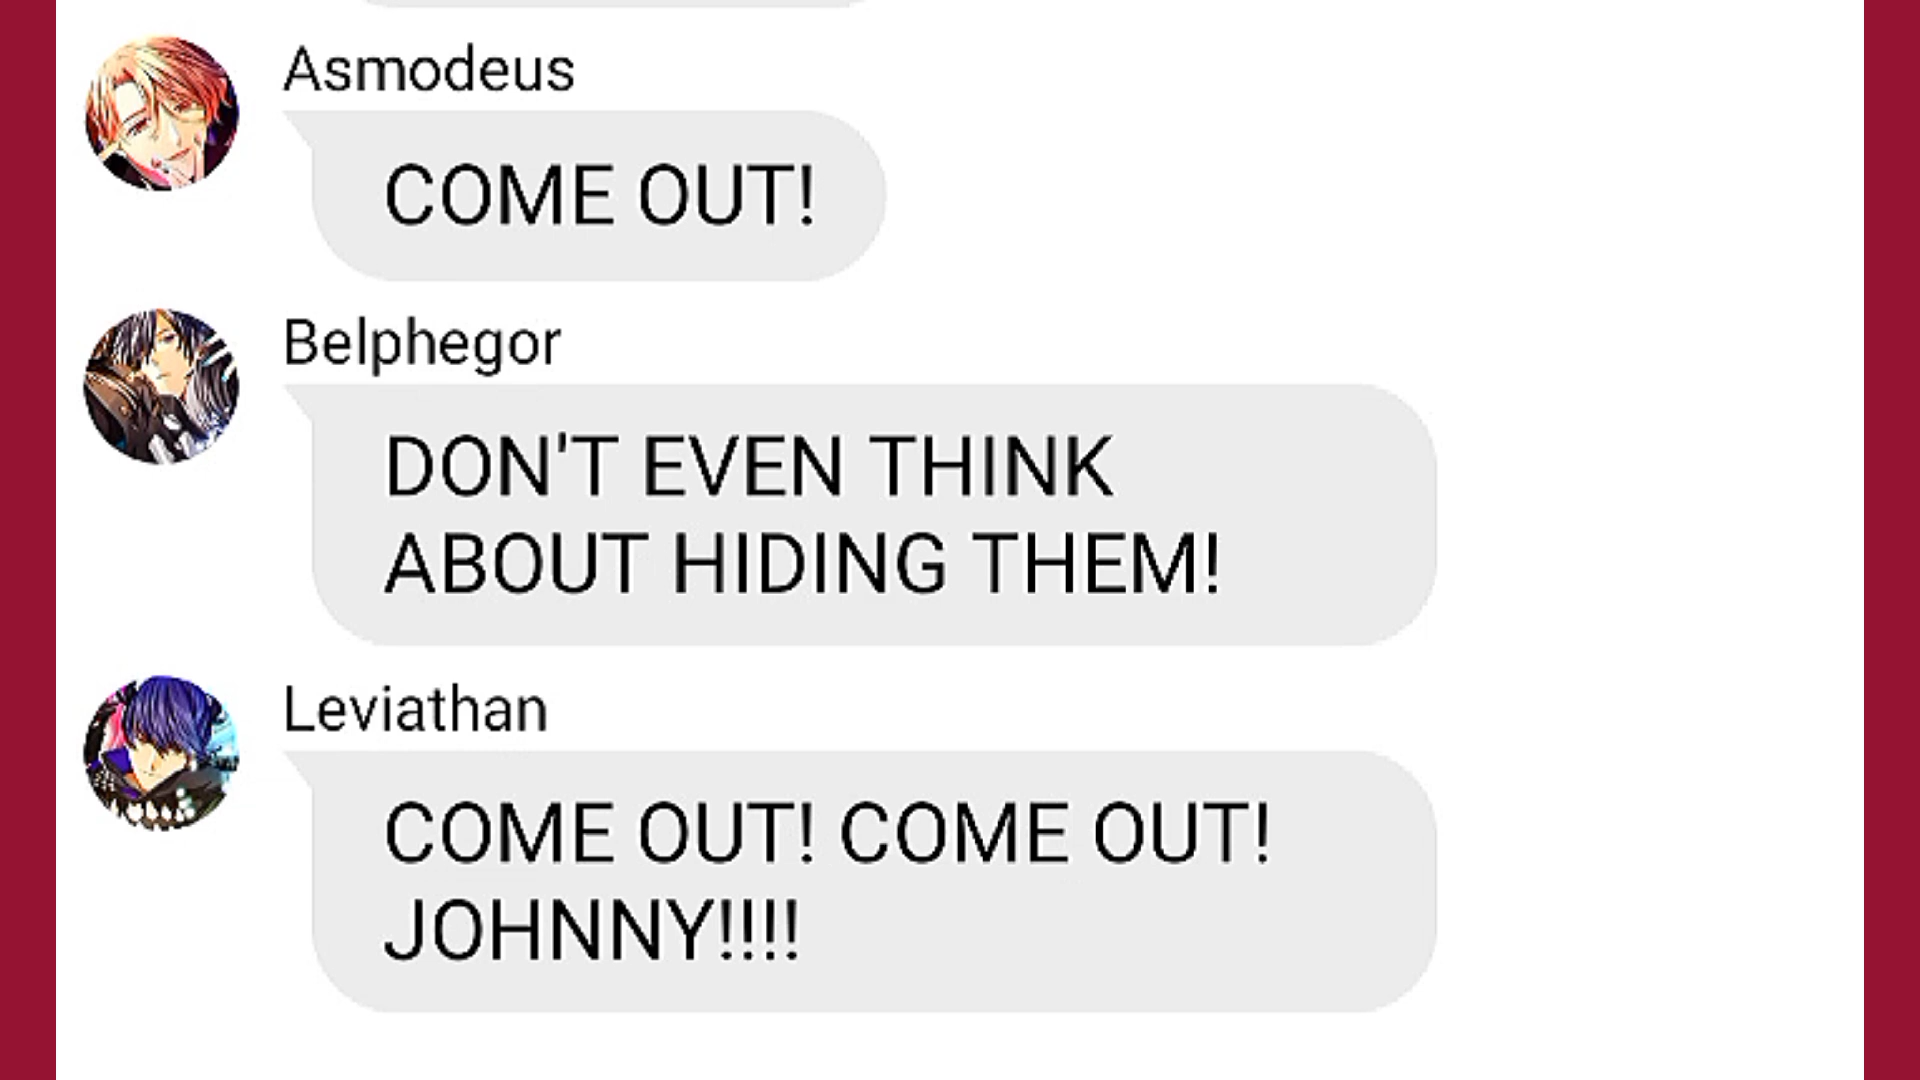 Asmodeus
COME OUT!
Belphegor
DON'T EVEN THINK
ABOUT HIDING THEM!
Leviathan
COME OUT! COME OUT!
JOHNNY!!!!